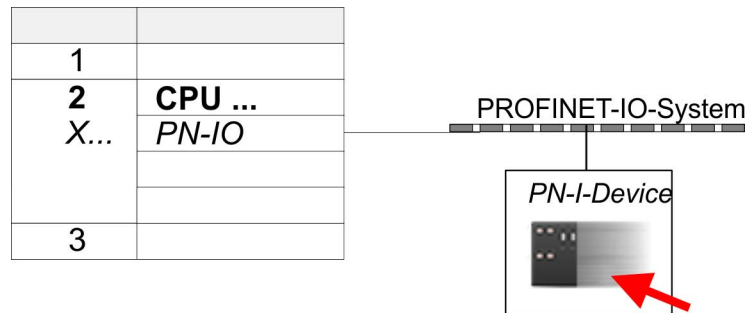 1
2 CPU ...
X... PN-IO
3
PROFINET-IO-System
PN-I-Device